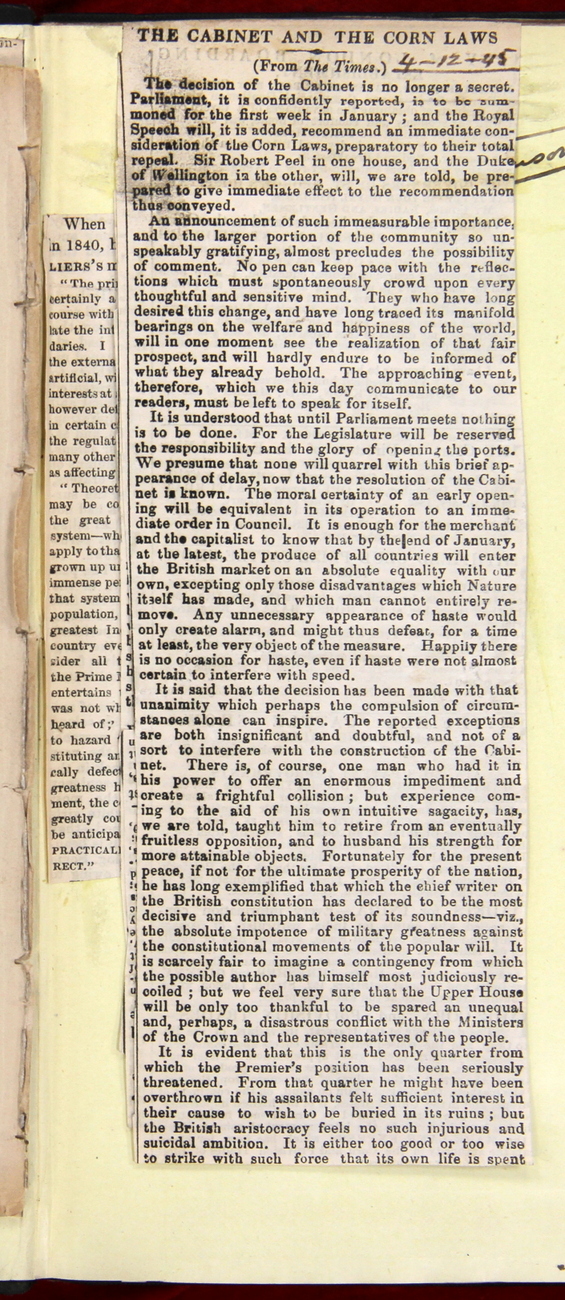 THE CABINET AND THE CORN LAWS
(From The Times.) 4-12-45
The decision of the Cabinet is no longer a secret.
Parliament, it is confidently reported, is to be sum-
moned for the first week in January ; and the Royal
Speech will, it is added, recommend an immediate con-
sideration of the Corn Laws, preparatory to their total
repeal. Sir Robert Peel in one house, and the Duke
of Wellington in the other, will, we are told, be pre-
pared to give immediate effect to the recommendation
thus conveyed.
An announcement of such immeasurable importance,
and to the larger portion of the community so un-
speakably gratifying, almost precludes the possibility
of comment. No pen can keep pace with the reflec-
tions which must spontaneously crowd upon every
thoughtful and sensitive mind. They who have long
desired this change, and have long traced its manifold
bearings on the welfare and happiness of the world,
will in one moment see the realization of that fair
prospect, and will hardly endure to be informed of
what they already behold. The approaching event,
therefore, which we this day communicate to our
readers, must be left to speak for itself.
It is understood that until Parliament meets nothing
is to be done. For the Legislature will be reserved
the responsibility and the glory of opening the ports.
We presume that none will quarrel with this brief ap-
pearance of delay, now that the resolution of the Cabi-
net is known. The moral certainty of an early open-
ing will be equivalent in its operation to an imme-
diate order in Council. It is enough for the merchant
and the capitalist to know that by the end of January,
at the latest, the produce of all countries will enter
the British market on an absolute equality with our
own, excepting only those disadvantages which Nature
itself has made, and which man cannot entirely re-
move. Any unnecessary appearance of haste would
only create alarm, and might thus defeat, for a time
at least, the very object of the measure. Happily there
is no occasion for haste, even if haste were not almost
certain to interfere with speed.
It is said that the decision has been made with that
unanimity which perhaps the compulsion of circum-
stances alone can inspire. The reported exceptions
are both insignificant and doubtful, and not of a
sort to interfere with the construction of the Cabi-
net. There is, of course, one man who had it in
his power to offer an enormous impediment and
create a frightful collision ; but experience com-
ing to the aid of his own intuitive sagacity, has,
we are told, taught him to retire from an eventually
fruitless opposition, and to husband his strength for
more attainable objects. Fortunately for the present
peace, if not for the ultimate prosperity of the nation,
he has long exemplified that which the chief writer on
the British constitution has declared to be the most
decisive and triumphant test of its soundness—viz.,
the absolute impotence of military greatness against
the constitutional movements of the popular will. It
is scarcely fair to imagine a contingency from which
the possible author has himself most judiciously re-
coiled ; but we feel very sure that the Upper House
will be only too thankful to be spared an unequal
and, perhaps, a disastrous conflict with the Ministers
of the Crown and the representatives of the people.
It is evident that this is the only quarter from
which the Premier's position has been seriously
threatened. From that quarter he might have been
overthrown if his assailants felt sufficient interest in
their cause to wish to be buried in its ruins ; but
the British aristocracy feels no such injurious and
suicidal ambition. It is either too good or too wise
to strike with such force that its own life is spent
When
in 1840,
LIERS'S
"The
certainly a
course with
late the
daries. I
the externa
artificial,
interests at
however
in certain
the regulat
many other
as affecting
"Theoret
may be co
the great
system—
apply to tha
grown up
immense
that system
population,
greatest
country
sider all
the Prime
entertains
was not
heard of;'
to hazard
stituting
cally defec
greatness
ment, the
greatly
be anticipa
PRACTICAL
RECT."